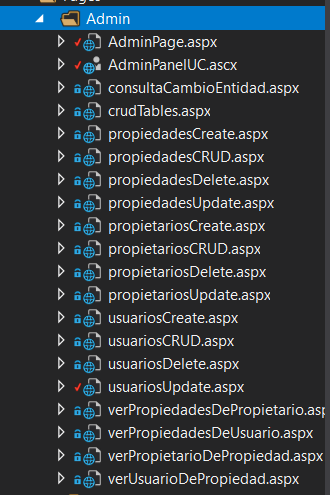 Pages
Admin
AdminPage.aspx
AdminPanelUC.ascx
consultaCambioEntidad.aspx
crudTables.aspx
propiedadesCreate.aspx
propiedadesCRUD.aspx
propiedadesDelete.aspx
propiedadesUpdate.aspx
propietariosCreate.aspx
propietariosCRUD.aspx
propietariosDelete.aspx
propietariosUpdate.aspx
usuariosCreate.aspx
usuariosCRUD.aspx
usuariosDelete.aspx
usuariosUpdate.aspx
verPropiedadesDePropietario.asp
verPropiedadesDeUsuario.aspx
verPropietarioDePropiedad.aspx
verUsuarioDePropiedad.aspx